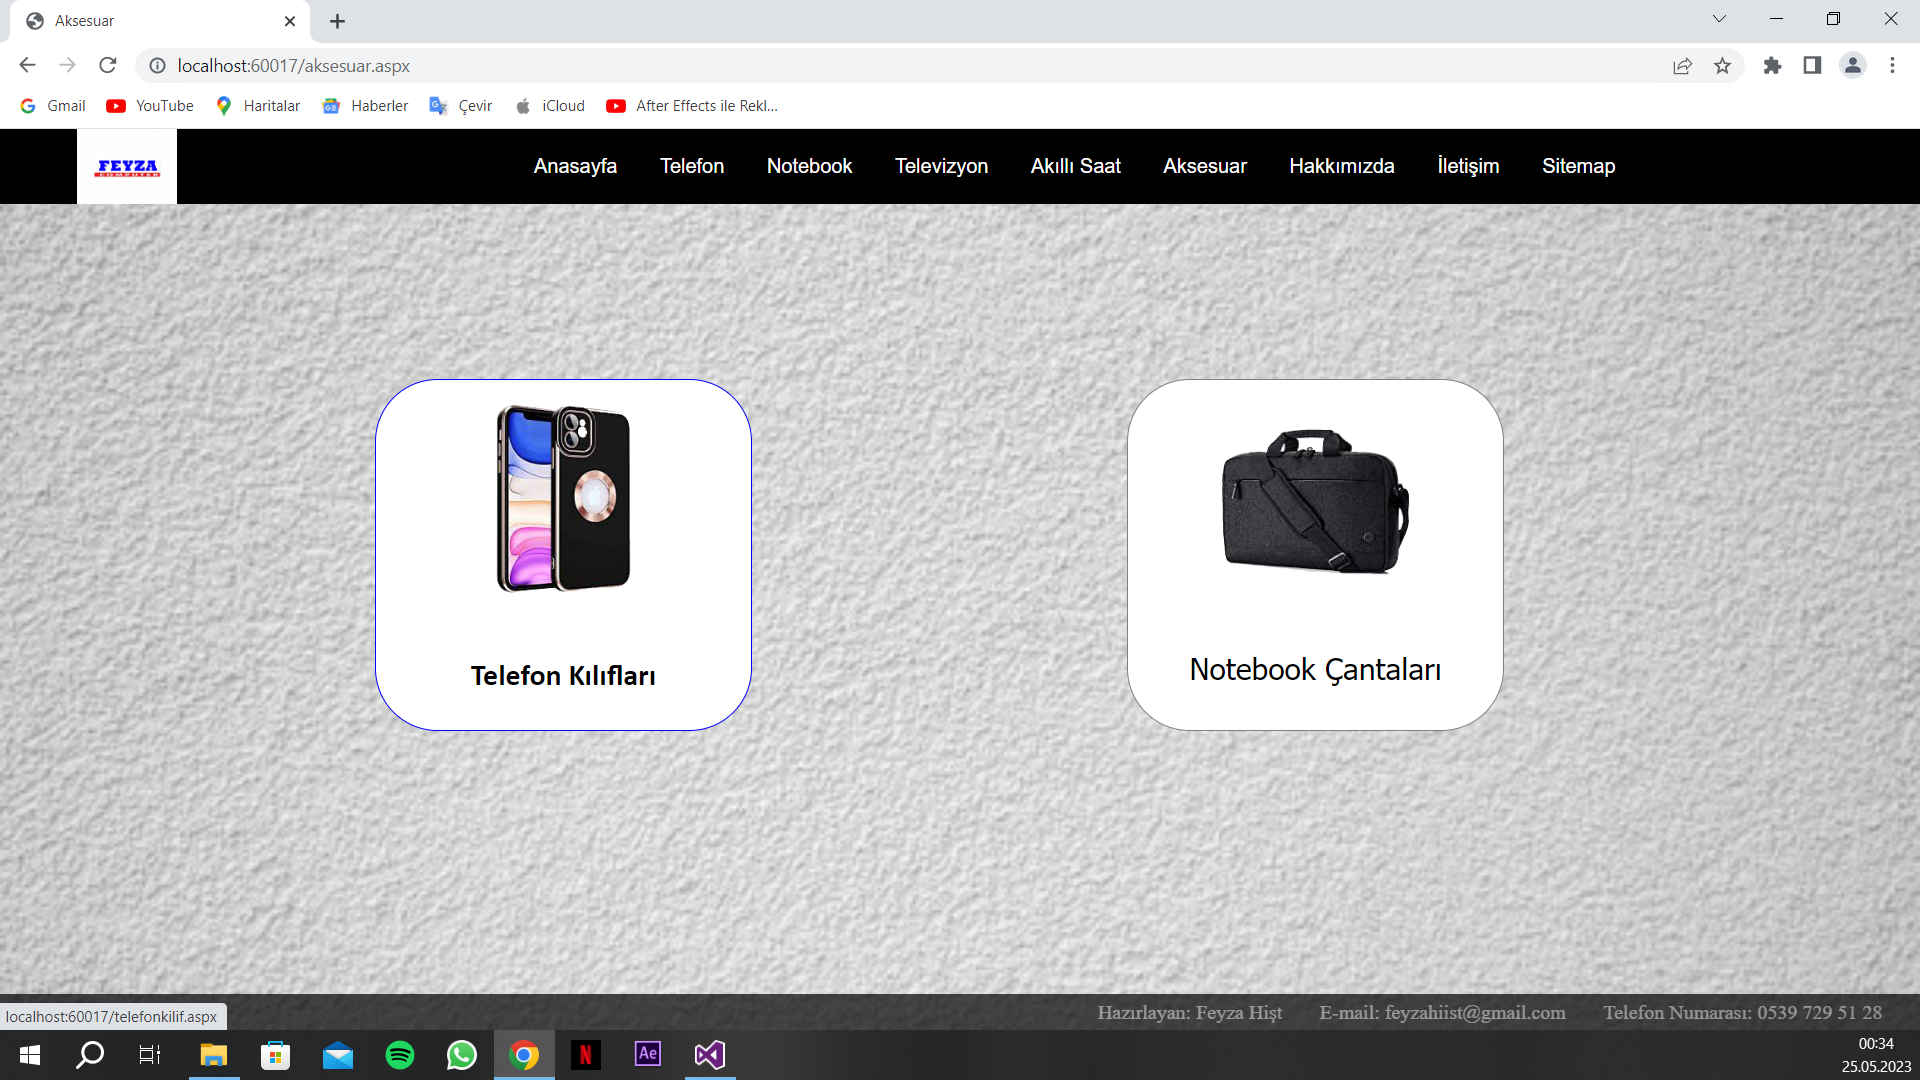 Aksesuar
localhost:60017/aksesuar.aspx
Gmail YouTube Haritalar Haberler Çevir iCloud After Effects ile Rekl...
FEYZA
COMPUTER
Anasayfa Telefon Notebook Televizyon Akıllı Saat Aksesuar Hakkımızda İletişim Sitemap
Telefon Kılıfları
Notebook Çantaları
Hazırlayan: Feyza Hişt E-mail: feyzahiist@gmail.com Telefon Numarası: 0539 729 51 28
localhost:60017/telefonkilif.aspx
N
Ae
00:34
25.05.2023